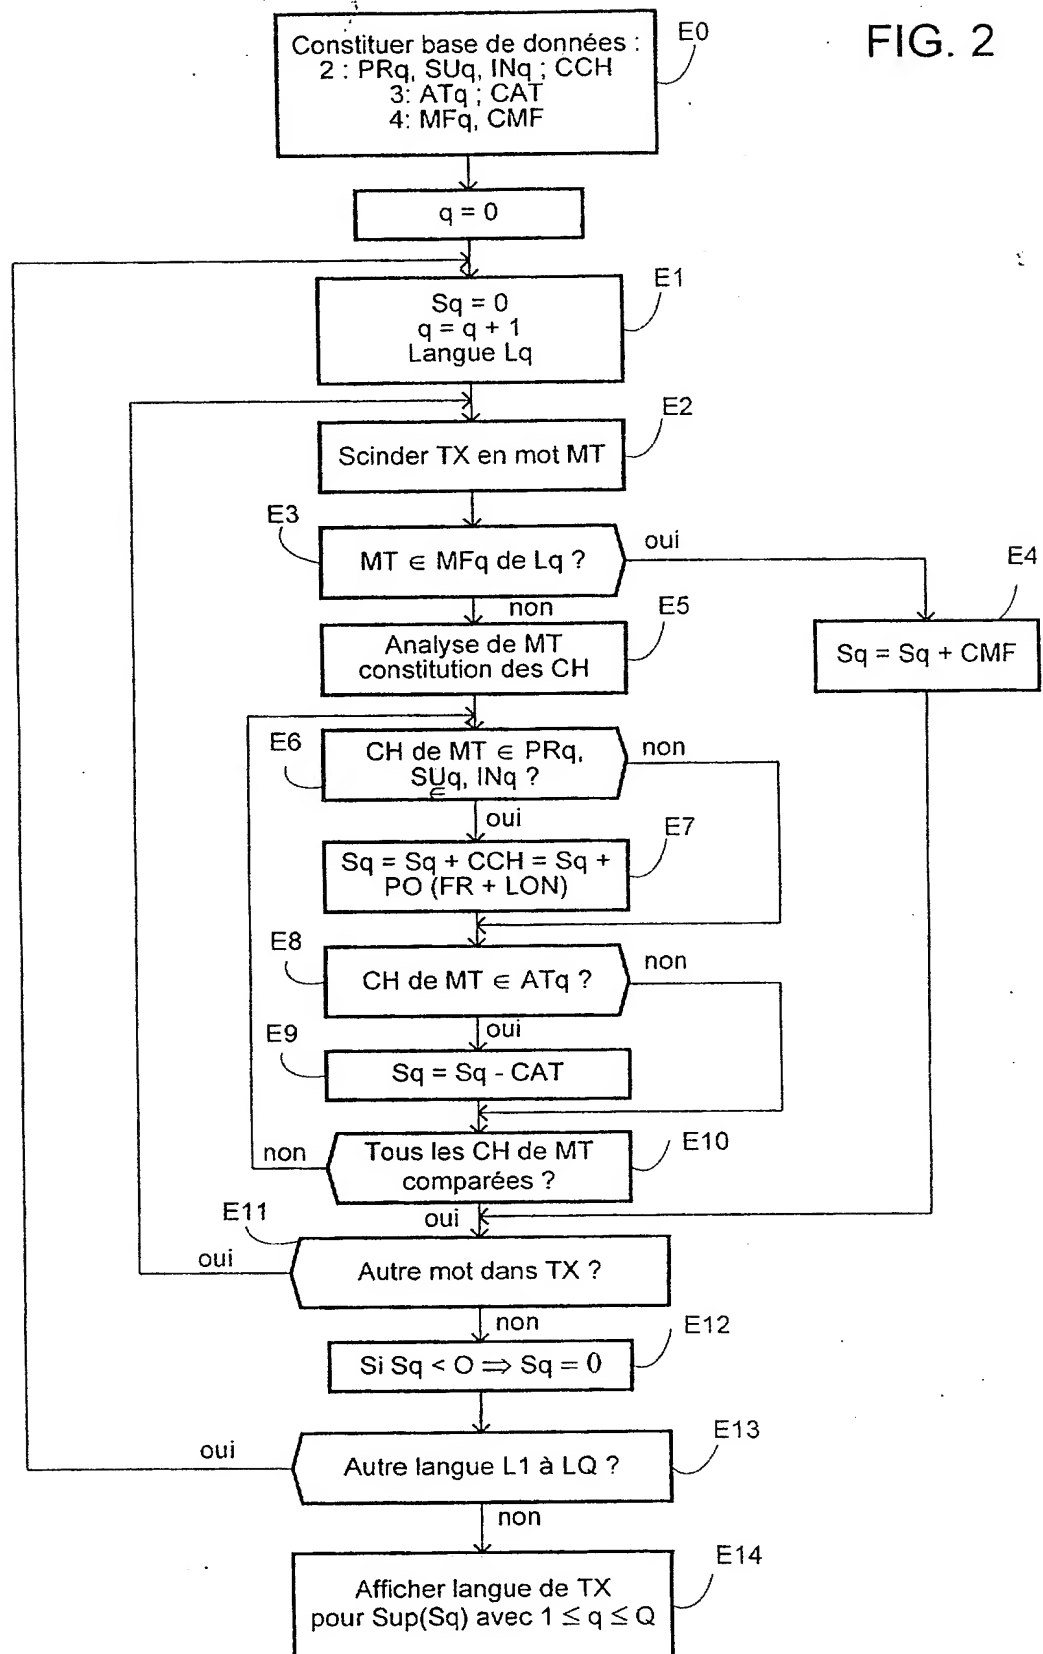 FIG. 2
E0
Constituer base de données :
2 : PRq, SUq, INq ; CCH
3: ATq ; CAT
4: MFq, CMF
q = 0
E1
Sq = 0
q = q + 1
Langue Lq
E2
Scinder TX en mot MT
E3
MT ∈ MFq de Lq ?
oui
non
E4
Sq = Sq + CMF
E5
Analyse de MT
constitution des CH
E6
CH de MT ∈ PRq,
SUq, INq ?
∈
non
oui
E7
Sq = Sq + CCH = Sq +
PO (FR + LON)
E8
CH de MT ∈ ATq ?
non
oui
E9
Sq = Sq - CAT
E10
Tous les CH de MT
comparées ?
non
oui
E11
Autre mot dans TX ?
oui
non
E12
Si Sq < O ⇒ Sq = 0
E13
Autre langue L1 à LQ ?
oui
non
E14
Afficher langue de TX
pour Sup(Sq) avec 1 ≤ q ≤ Q